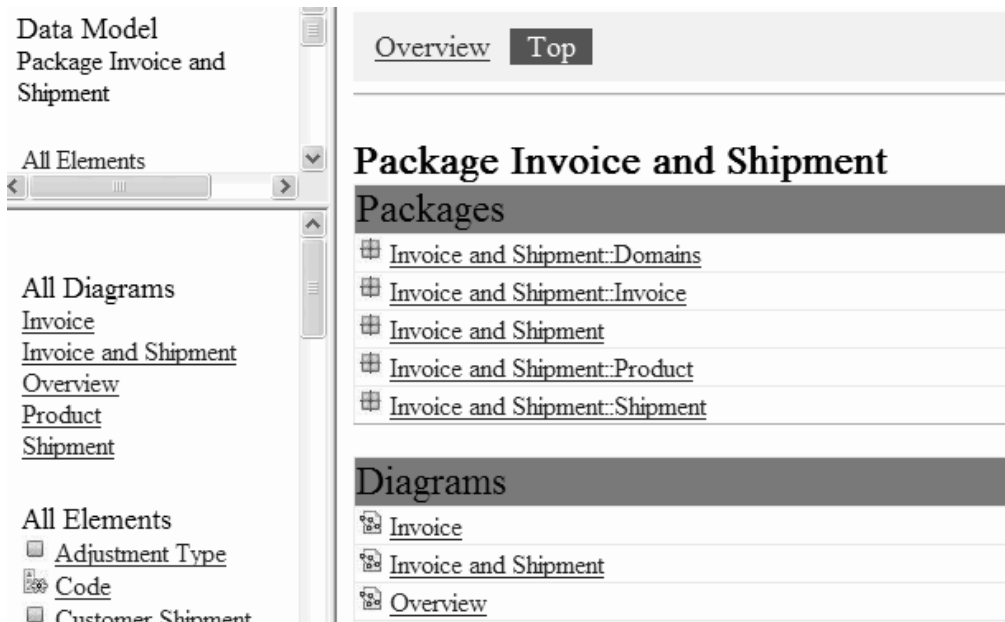 Data Model
Package Invoice and
Shipment
All Elements
All Diagrams
Invoice
Invoice and Shipment
Overview
Product
Shipment
All Elements
Adjustment Type
Code
Customer Shipment
Overview Top
Package Invoice and Shipment
Packages
Invoice and Shipment::Domains
Invoice and Shipment::Invoice
Invoice and Shipment
Invoice and Shipment::Product
Invoice and Shipment::Shipment
Diagrams
Invoice
Invoice and Shipment
Overview